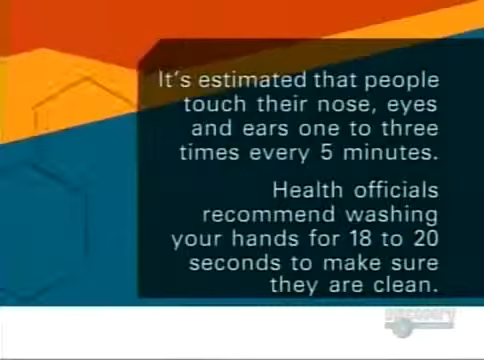 It's estimated that people
touch their nose, eyes
and ears one to three
times every 5 minutes.
Health officials
recommend washing
your hands for 18 to 20
seconds to make sure
they are clean.
Discovery